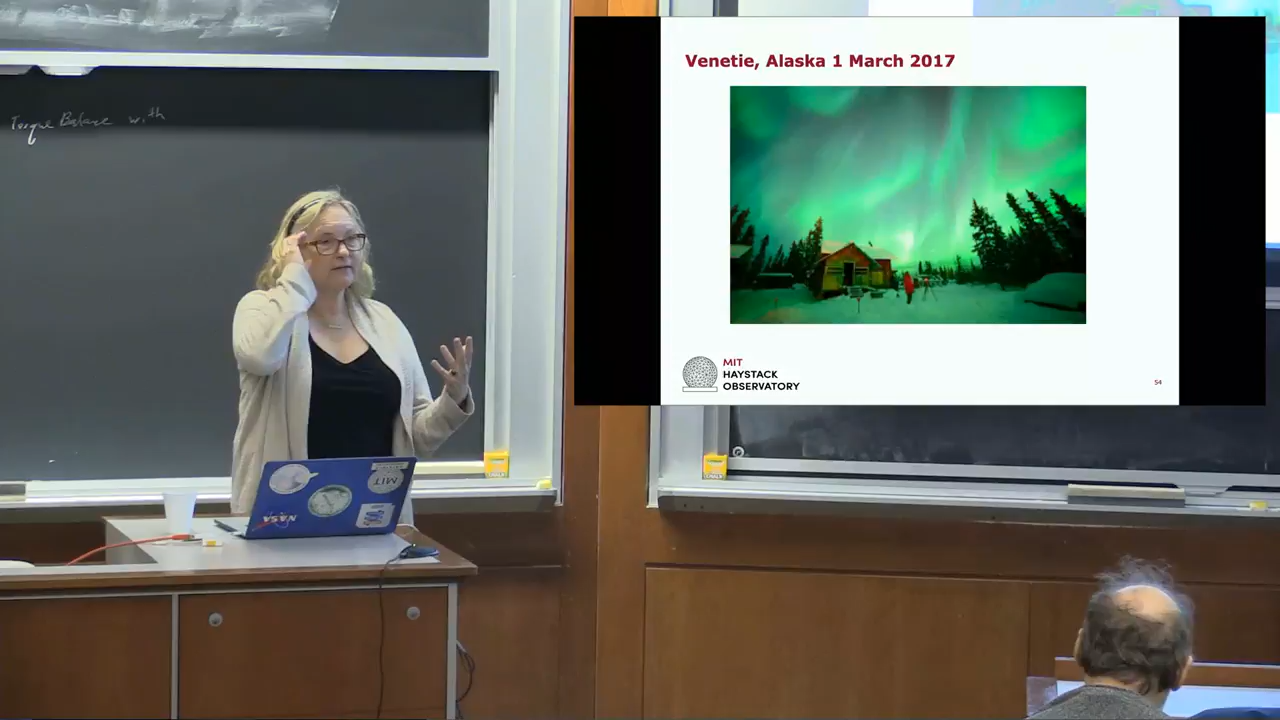 Torque Balance with
Venetie, Alaska 1 March 2017
MIT
HAYSTACK
OBSERVATORY
54
NASA
MIT